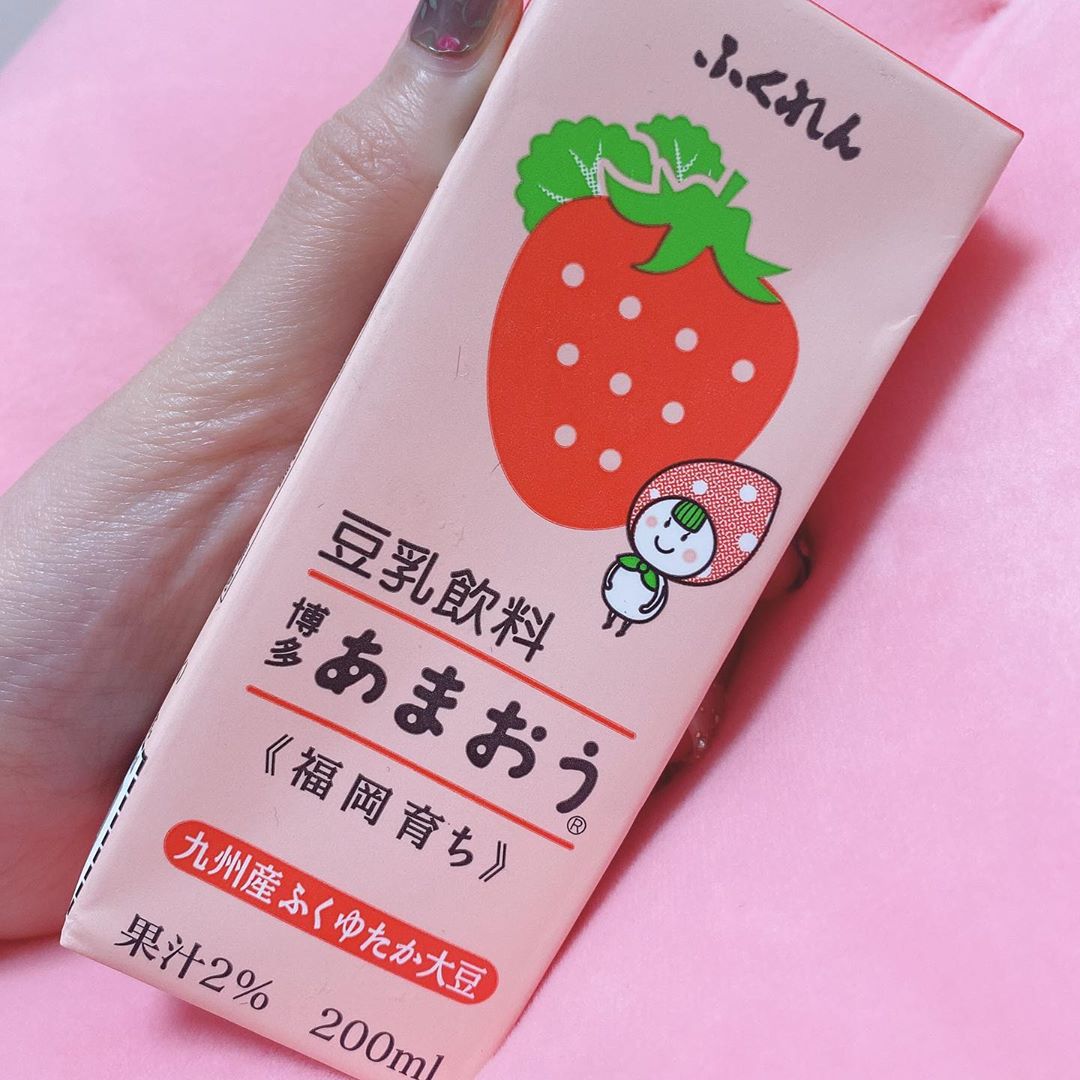 ふくれん
豆乳飲料
博多あまおう®
《福岡育ち》
九州産ふくゆたか大豆
果汁2% 200ml